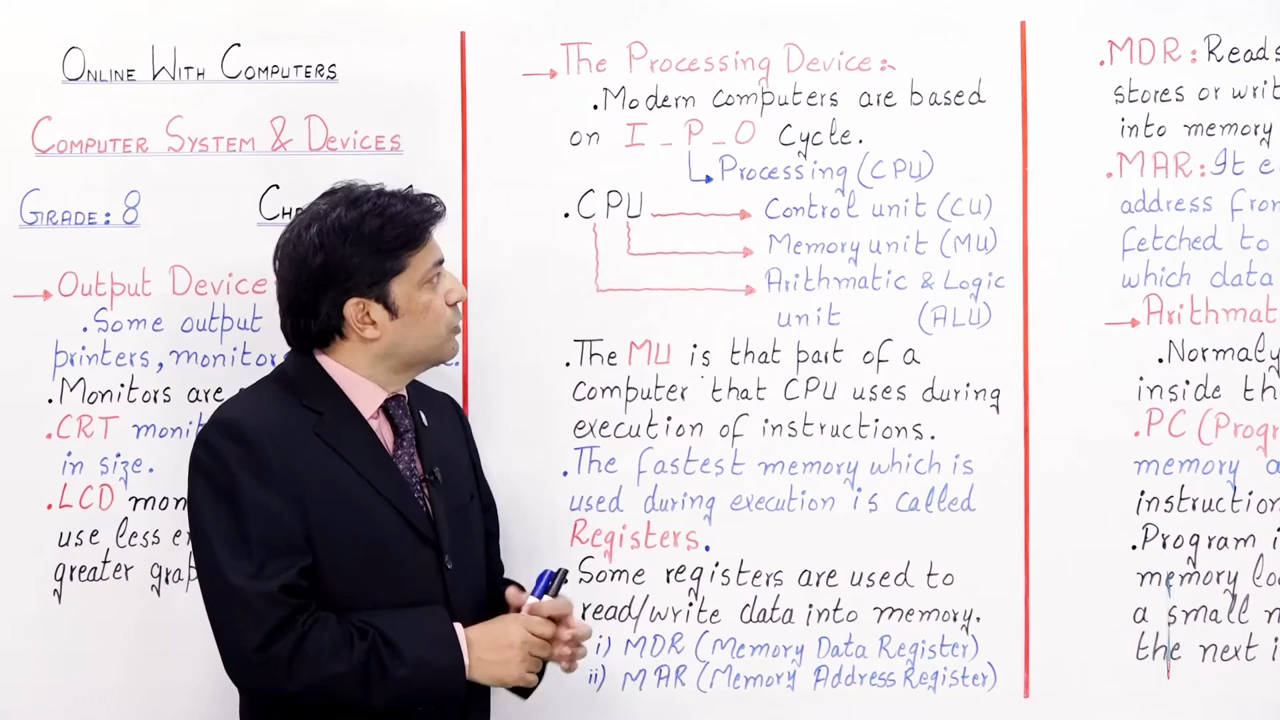 ONLINE WITH COMPUTERS
COMPUTER SYSTEM & DEVICES
GRADE: 8
→ Output Device
.Some output
printers, monitors
.Monitors are
.CRT monit
in size.
.LCD mon
use less e
greater grap
→ The Processing Device:-
.Modern computers are based
on I_P_O Cycle.
Processing (CPU)
.CPU → Control unit (CU)
→ Memory unit (MU)
→ Arithmatic & Logic
unit (ALU)
.The MU is that part of a
computer that CPU uses during
execution of instructions.
.The fastest memory which is
used during execution is called
Registers.
.Some registers are used to
read/write data into memory.
i) MDR (Memory Data Register)
ii) MAR (Memory Address Register)
.MDR: Reads
stores or writ
into memory
.MAR: It
address from
fetched to
which data
→ Arithmat
.Normaly
inside th
.PC (Progr
memory a
instruction
.Program i
memory lo
a small
the next i